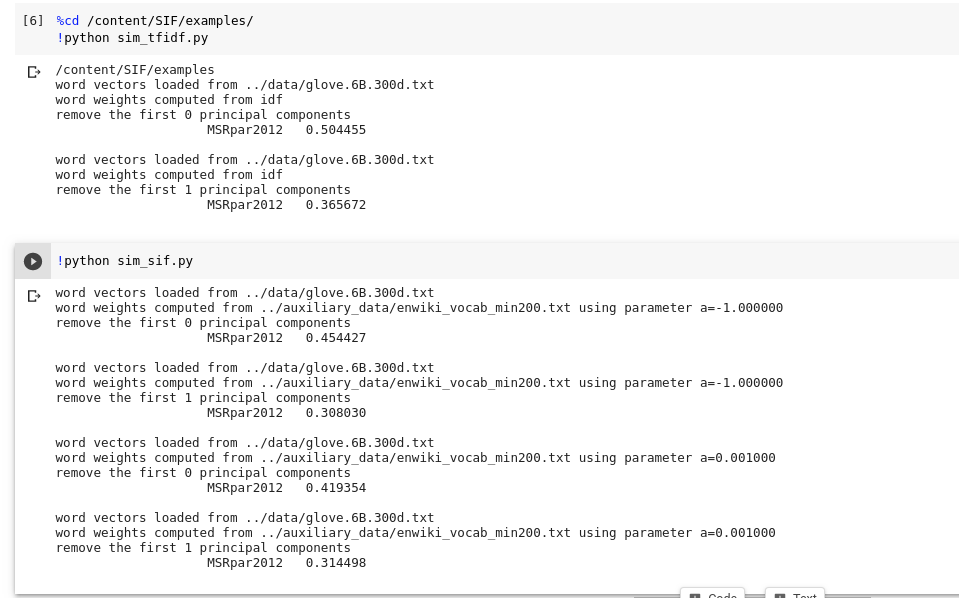 [6] %cd /content/SIF/examples/
!python sim_tfidf.py
/content/SIF/examples
word vectors loaded from ../data/glove.6B.300d.txt
word weights computed from idf
remove the first 0 principal components
MSRpar2012 0.504455
word vectors loaded from ../data/glove.6B.300d.txt
word weights computed from idf
remove the first 1 principal components
MSRpar2012 0.365672
!python sim_sif.py
word vectors loaded from ../data/glove.6B.300d.txt
word weights computed from ../auxiliary_data/enwiki_vocab_min200.txt using parameter a=-1.000000
remove the first 0 principal components
MSRpar2012 0.454427
word vectors loaded from ../data/glove.6B.300d.txt
word weights computed from ../auxiliary_data/enwiki_vocab_min200.txt using parameter a=-1.000000
remove the first 1 principal components
MSRpar2012 0.308030
word vectors loaded from ../data/glove.6B.300d.txt
word weights computed from ../auxiliary_data/enwiki_vocab_min200.txt using parameter a=0.001000
remove the first 0 principal components
MSRpar2012 0.419354
word vectors loaded from ../data/glove.6B.300d.txt
word weights computed from ../auxiliary_data/enwiki_vocab_min200.txt using parameter a=0.001000
remove the first 1 principal components
MSRpar2012 0.314498
Code Text